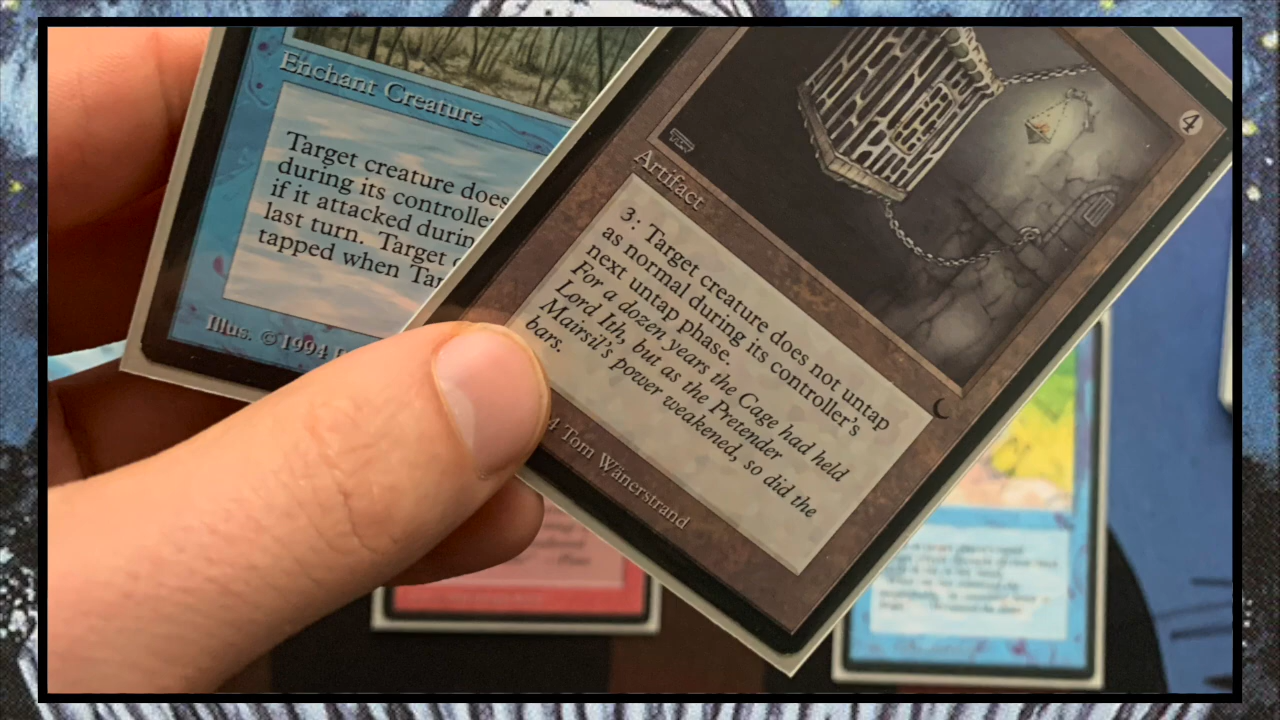 Enchant Creature
Target creature does
during its controller
if it attacked durin
last turn. Target
tapped when Tar
Illus. © 1994
4
Artifact
3: Target creature does not untap
as normal during its controller's
next untap phase.
For a dozen years the Cage had held
Lord Ith, but as the Pretender
Mairsil's power weakened, so did the
bars.
4 Tom Wänerstrand